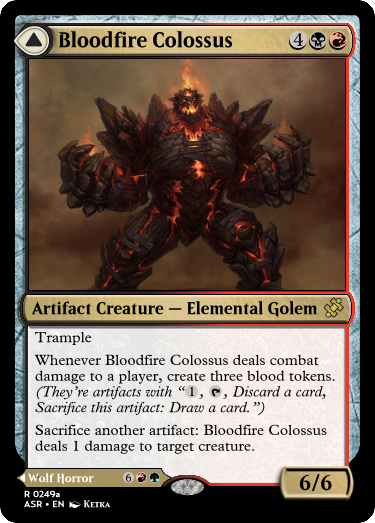 Bloodfire Colossus 4
Artifact Creature — Elemental Golem
Trample
Whenever Bloodfire Colossus deals combat
damage to a player, create three blood tokens.
(They're artifacts with “1, , Discard a card,
Sacrifice this artifact: Draw a card.”)
Sacrifice another artifact: Bloodfire Colossus
deals 1 damage to target creature.
Wolf Horror 6
6/6
R 0249a
ASR • EN Ketka